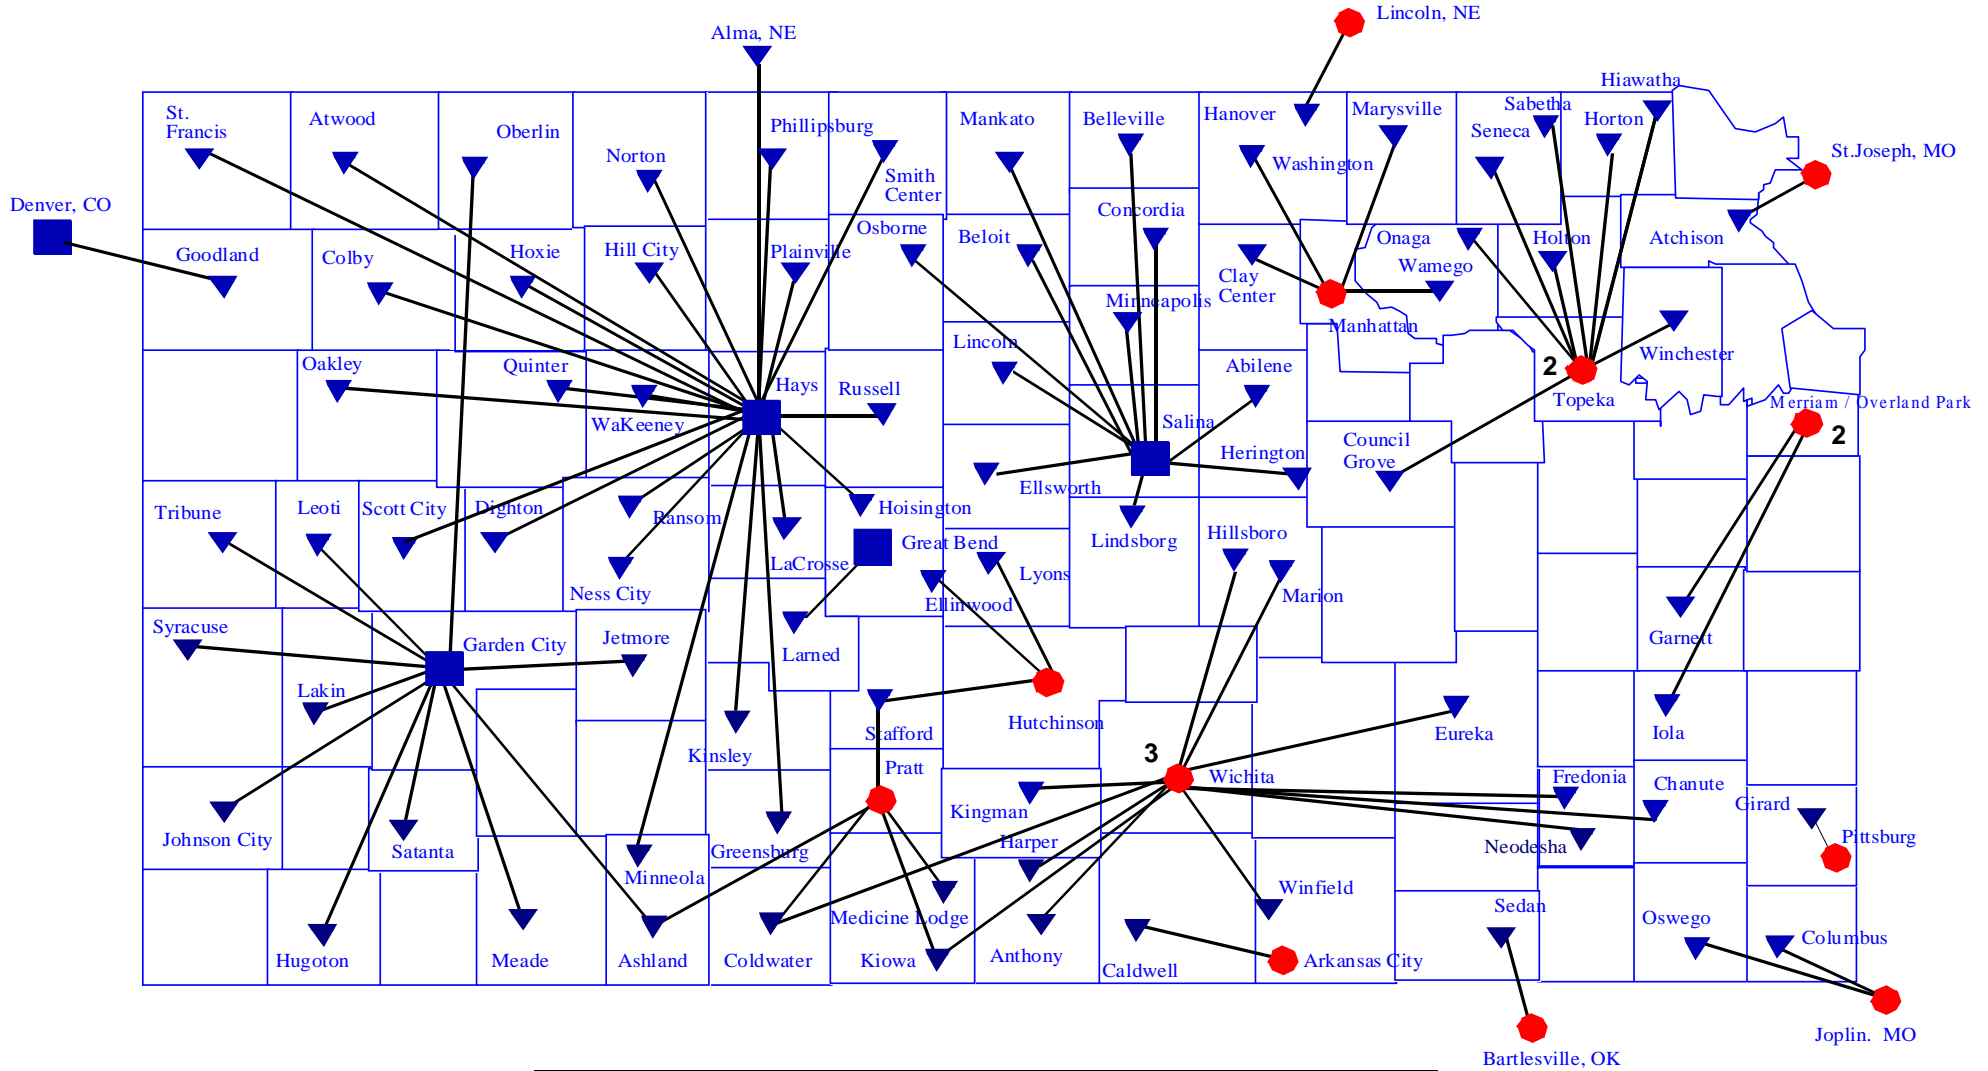 Lincoln, NE
Alma, NE
Hiawatha
St.
Francis
Atwood
Oberlin
Norton
Phillipsburg
Smith
Center
Mankato
Belleville
Hanover
Washington
Marysville
Seneca
Sabetha
Horton
St.Joseph, MO
Denver, CO
Goodland
Colby
Hoxie
Hill City
Plainville
Osborne
Beloit
Concordia
Minneapolis
Clay
Center
Manhattan
Onaga
Wamego
Holton
Atchison
Winchester
Oakley
Quinter
WaKeeney
Hays
Russell
Lincoln
Salina
Abilene
Herington
Council
Grove
2
Topeka
Merriam / Overland Park
2
Tribune
Leoti
Scott City
Dighton
Ransom
Ness City
LaCrosse
Hoisington
Great Bend
Ellinwood
Lyons
Ellsworth
Lindsborg
Hillsboro
Marion
Garnett
Syracuse
Lakin
Garden City
Jetmore
Larned
Kinsley
Stafford
Hutchinson
Pratt
3
Wichita
Eureka
Iola
Kingman
Harper
Fredonia
Chanute
Neodesha
Girard
Pittsburg
Johnson City
Satanta
Minneola
Greensburg
Medicine Lodge
Winfield
Sedan
Oswego
Columbus
Hugoton
Meade
Ashland
Coldwater
Kiowa
Anthony
Caldwell
Arkansas City
Bartlesville, OK
Joplin. MO